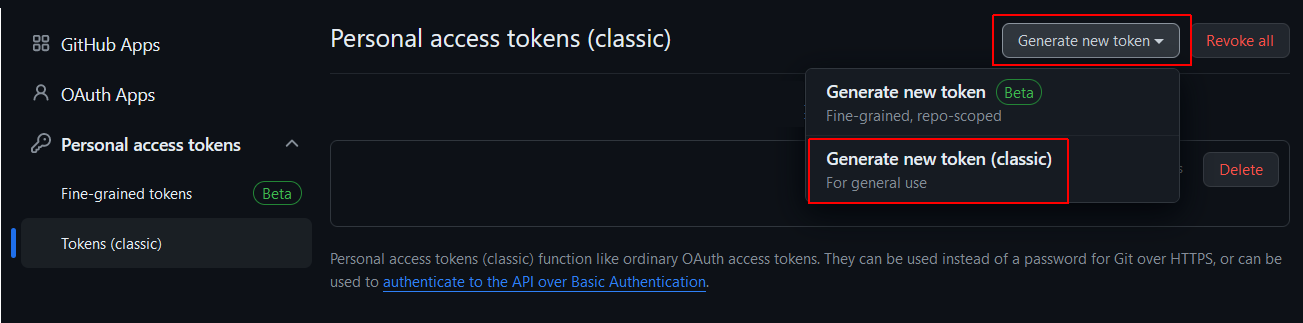 GitHub Apps
OAuth Apps
Personal access tokens
Fine-grained tokens Beta
Tokens (classic)
Personal access tokens (classic)
Generate new token
Revoke all
Generate new token Beta
Fine-grained, repo-scoped
Generate new token (classic)
For general use
Delete
Personal access tokens (classic) function like ordinary OAuth access tokens. They can be used instead of a password for Git over HTTPS, or can be
used to authenticate to the API over Basic Authentication.